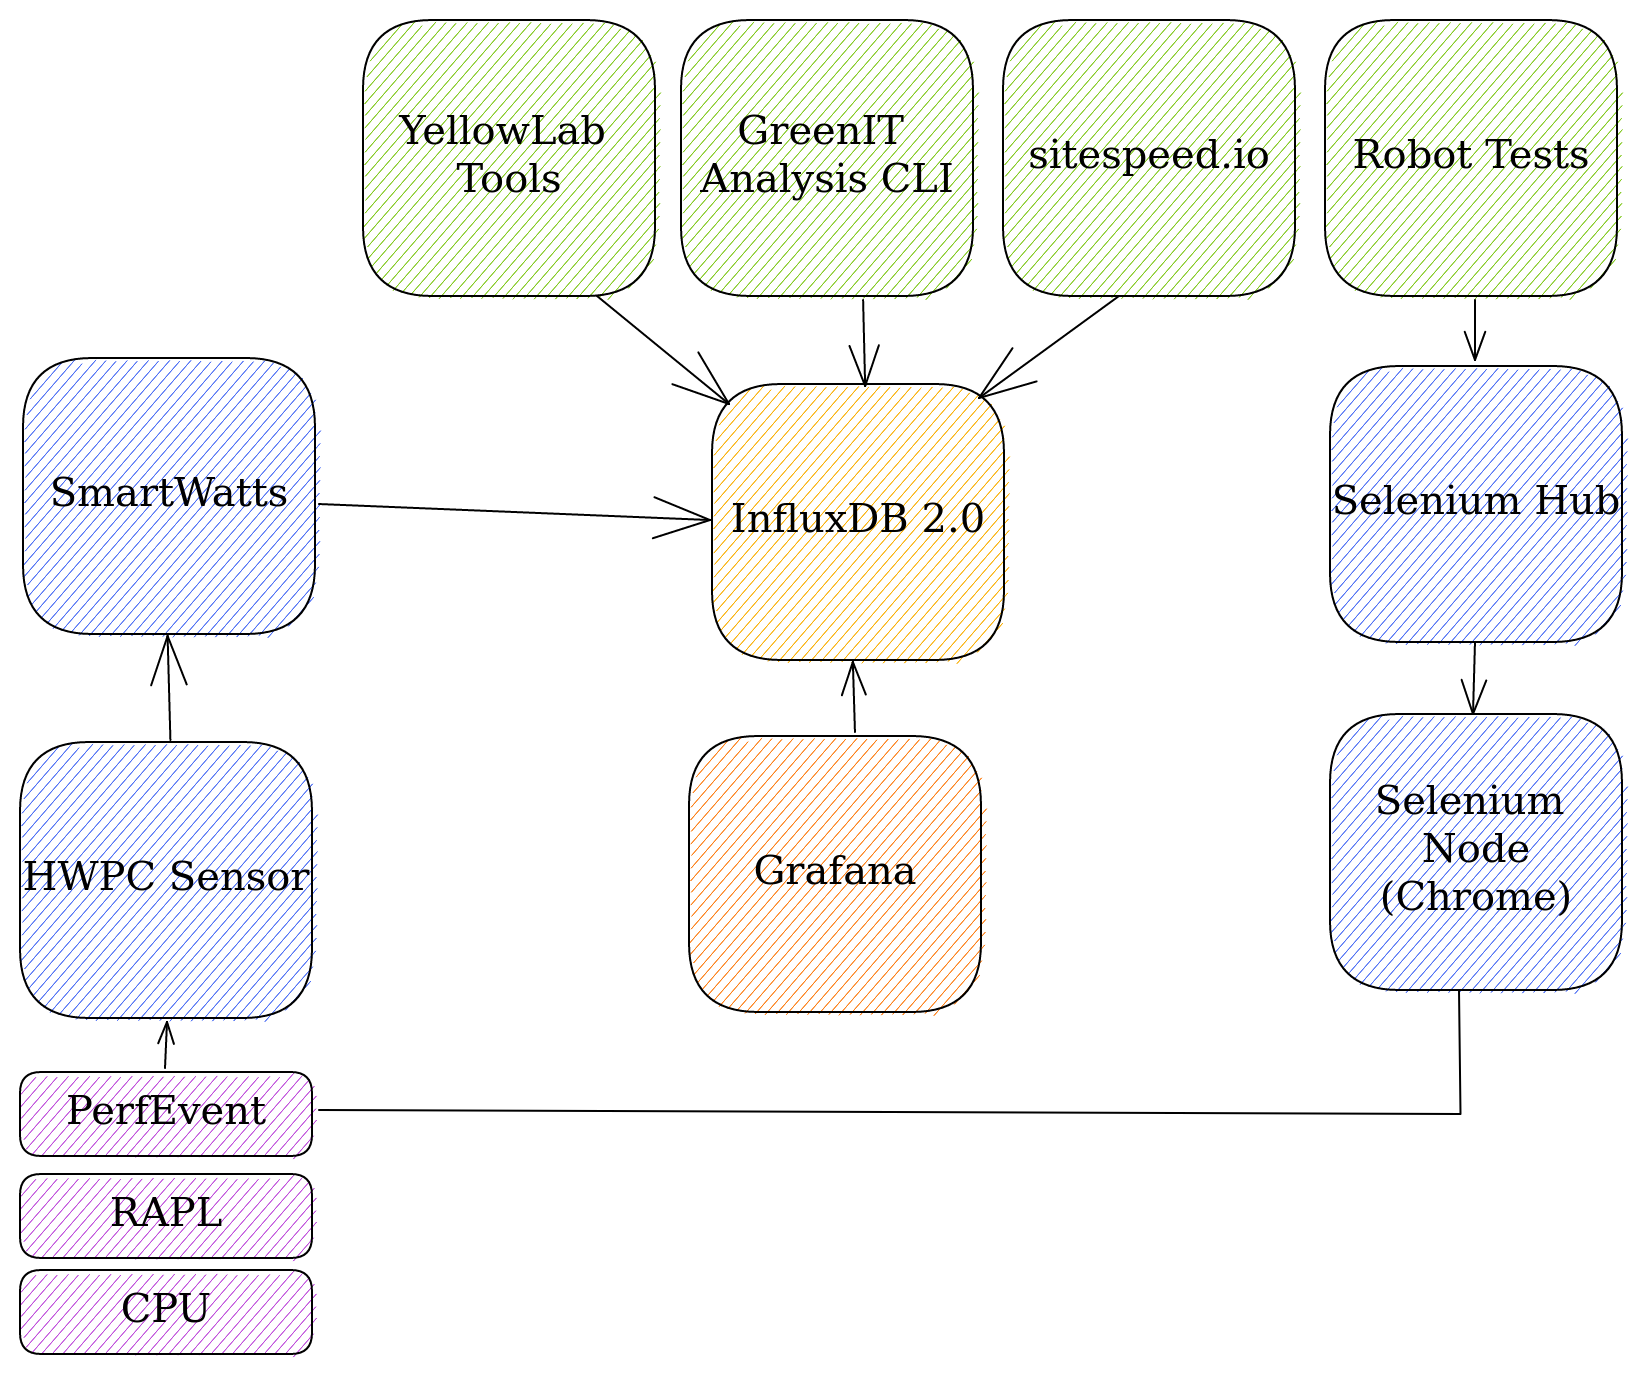 YellowLab
Tools
GreenIT
Analysis CLI
sitespeed.io
Robot Tests
SmartWatts
InfluxDB 2.0
Selenium Hub
HWPC Sensor
Grafana
Selenium
Node
(Chrome)
PerfEvent
RAPL
CPU